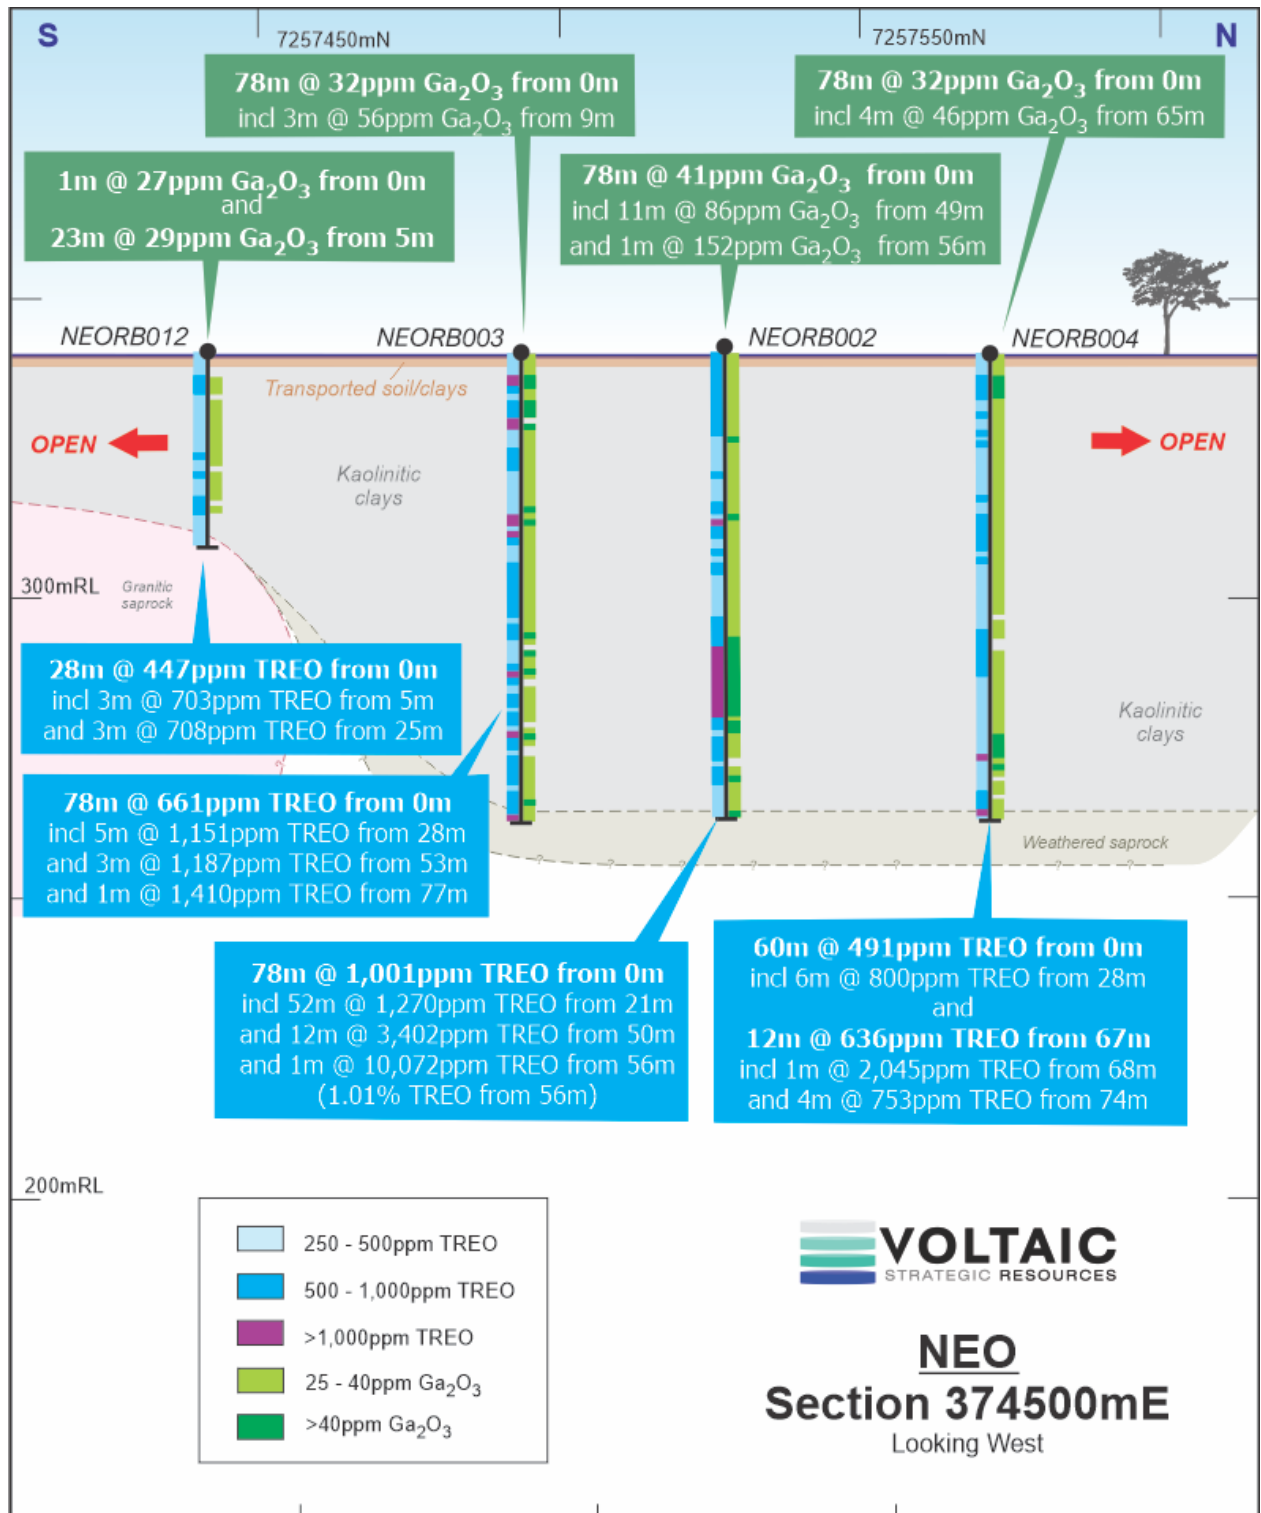 S
N
7257450mN
7257550mN
78m @ 32ppm Ga₂O₃ from 0m
incl 3m @ 56ppm Ga₂O₃ from 9m
78m @ 32ppm Ga₂O₃ from 0m
incl 4m @ 46ppm Ga₂O₃ from 65m
1m @ 27ppm Ga₂O₃ from 0m
and
23m @ 29ppm Ga₂O₃ from 5m
78m @ 41ppm Ga₂O₃ from 0m
incl 11m @ 86ppm Ga₂O₃ from 49m
and 1m @ 152ppm Ga₂O₃ from 56m
NEORB012
NEORB003
NEORB002
NEORB004
Transported soil/clays
OPEN
OPEN
Kaolinitic
clays
300mRL
Granitic
saprock
28m @ 447ppm TREO from 0m
incl 3m @ 703ppm TREO from 5m
and 3m @ 708ppm TREO from 25m
Kaolinitic
clays
78m @ 661ppm TREO from 0m
incl 5m @ 1,151ppm TREO from 28m
and 3m @ 1,187ppm TREO from 53m
and 1m @ 1,410ppm TREO from 77m
Weathered saprock
?
?
?
?
?
?
?
?
?
78m @ 1,001ppm TREO from 0m
incl 52m @ 1,270ppm TREO from 21m
and 12m @ 3,402ppm TREO from 50m
and 1m @ 10,072ppm TREO from 56m
(1.01% TREO from 56m)
60m @ 491ppm TREO from 0m
incl 6m @ 800ppm TREO from 28m
and
12m @ 636ppm TREO from 67m
incl 1m @ 2,045ppm TREO from 68m
and 4m @ 753ppm TREO from 74m
200mRL
250 - 500ppm TREO
500 - 1,000ppm TREO
>1,000ppm TREO
25 - 40ppm Ga₂O₃
>40ppm Ga₂O₃
VOLTAIC
STRATEGIC RESOURCES
NEO
Section 374500mE
Looking West